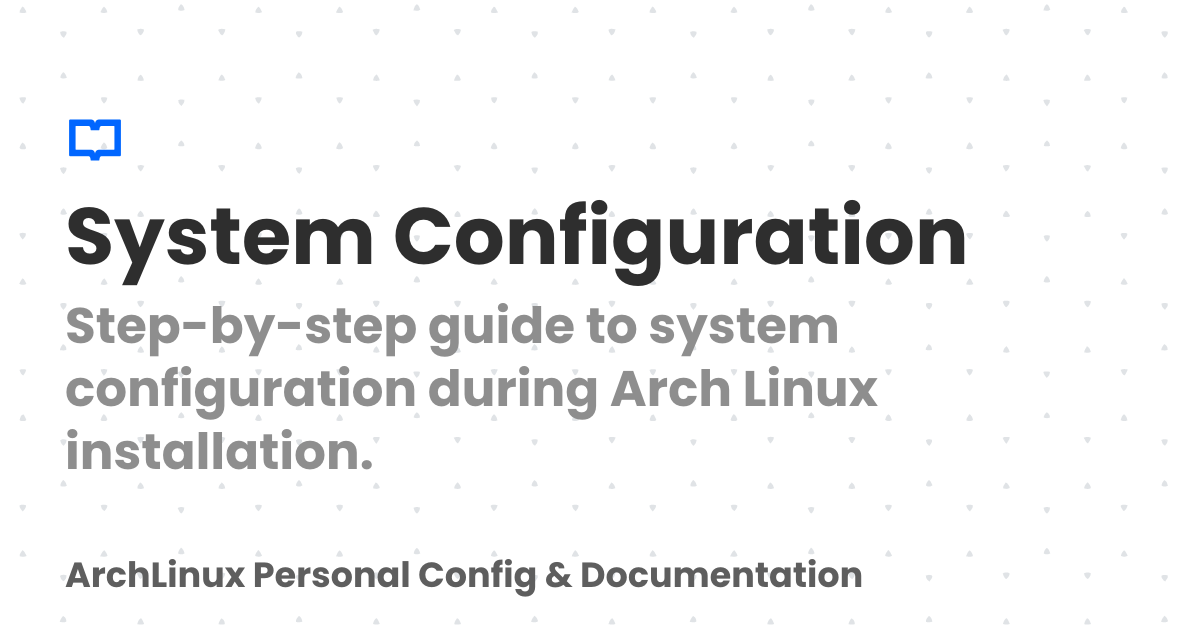 System Configuration
Step-by-step guide to system
configuration during Arch Linux
installation.
ArchLinux Personal Config & Documentation